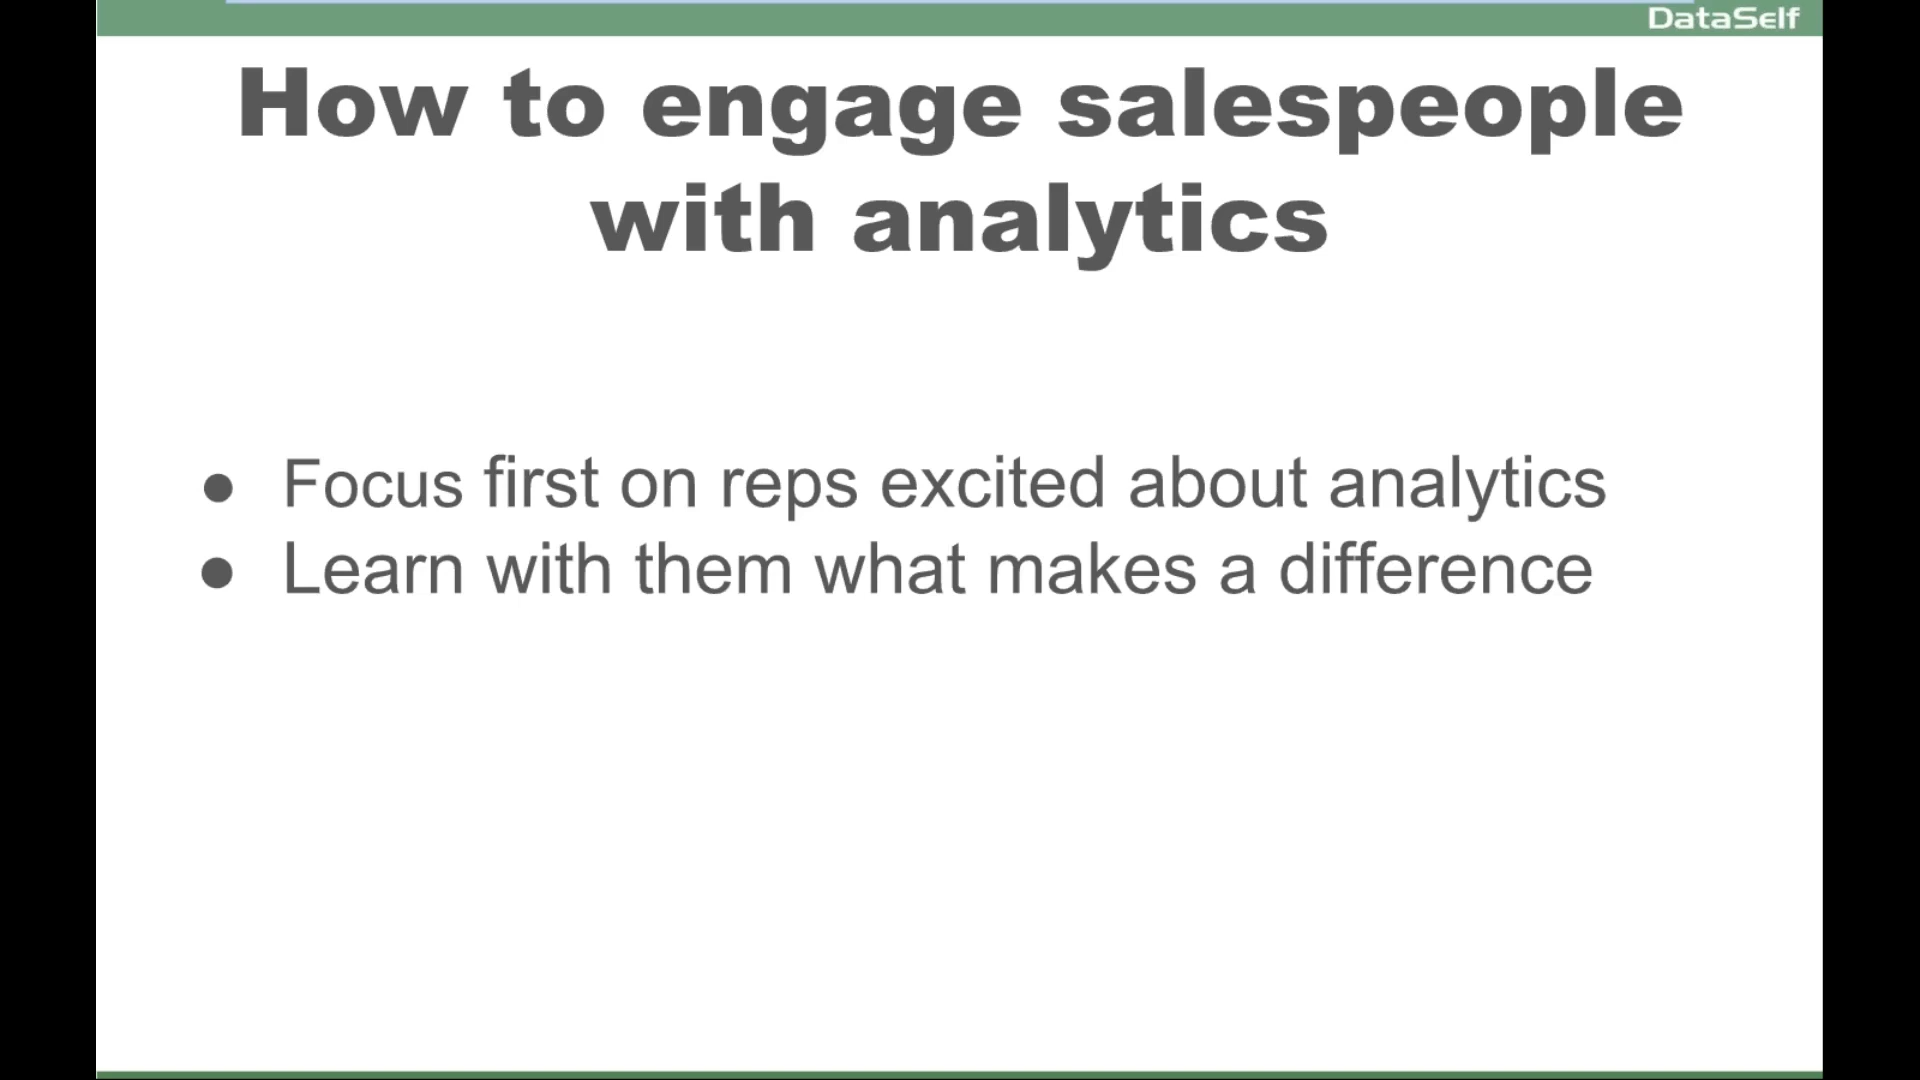 DataSelf
How to engage salespeople
with analytics
● Focus first on reps excited about analytics
● Learn with them what makes a difference